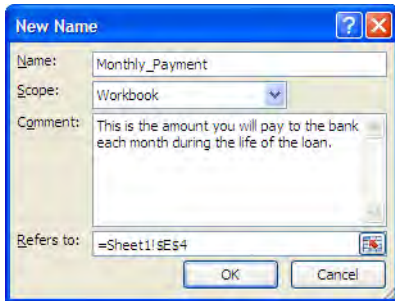 New Name
Name: Monthly_Payment
Scope: Workbook
Comment: This is the amount you will pay to the bank
each month during the life of the loan.
Refers to: =Sheet1!$E$4
OK Cancel